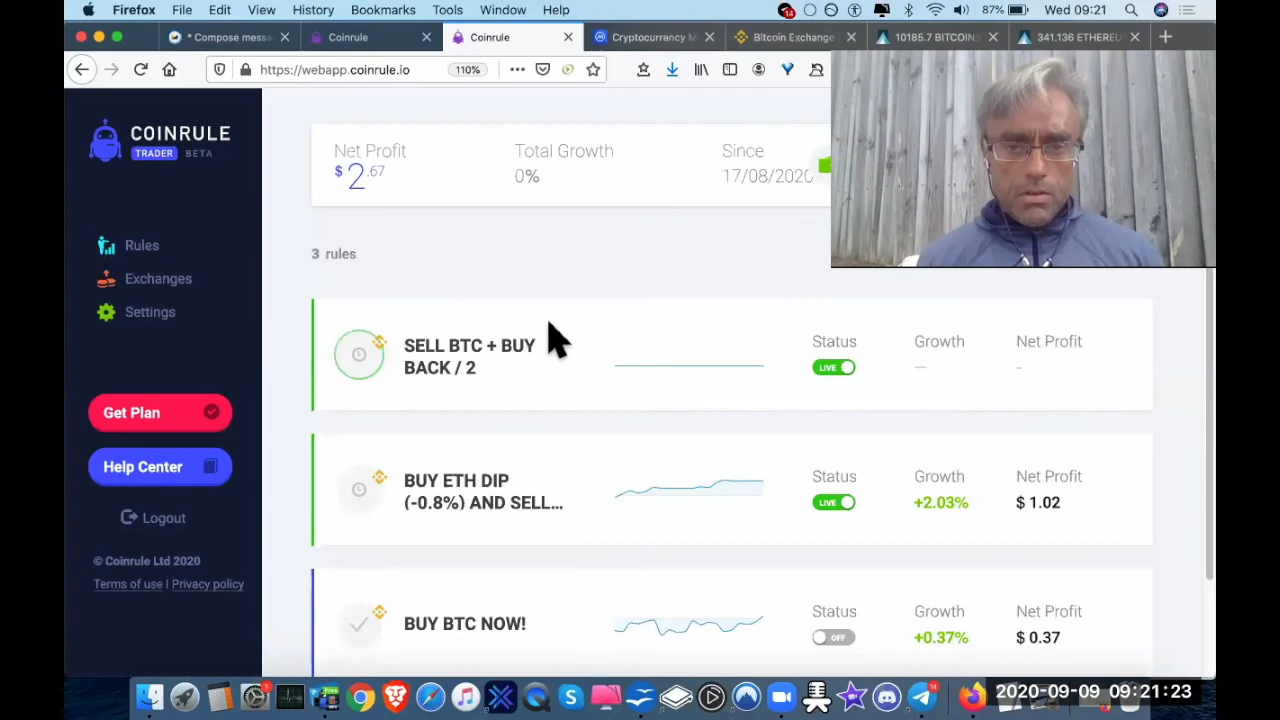 Firefox File Edit View History Bookmarks Tools Window Help 14 87% Wed 09:21
* Compose messa
Coinrule
Coinrule
Cryptocurrency M
Bitcoin Exchange
10185.7 BITCOIN
341.136 ETHEREU
https://webapp.coinrule.io 110%
COINRULE
TRADER BETA
Rules
Exchanges
Settings
Get Plan
Help Center
Logout
© Coinrule Ltd 2020
Terms of use | Privacy policy
Net Profit Total Growth Since
$ 2.67 0% 17/08/2020
3 rules
SELL BTC + BUY
BACK / 2
Status Growth Net Profit
LIVE — -
BUY ETH DIP
(-0.8%) AND SELL...
Status Growth Net Profit
LIVE +2.03% $ 1.02
BUY BTC NOW!
Status Growth Net Profit
OFF +0.37% $ 0.37
2020-09-09 09:21:23